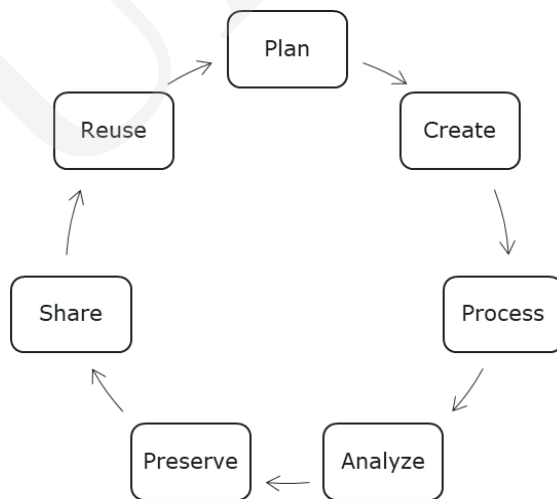 Plan
Create
Process
Analyze
Preserve
Share
Reuse